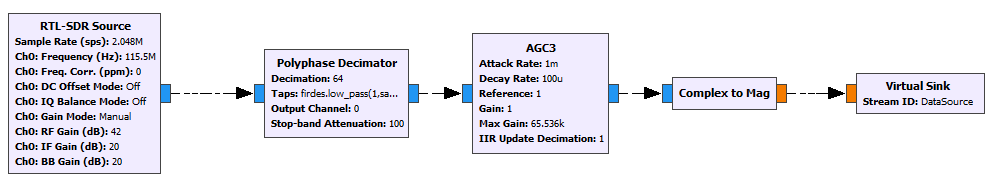 RTL-SDR Source
Sample Rate (sps): 2.048M
Ch0: Frequency (Hz): 115.5M
Ch0: Freq. Corr. (ppm): 0
Ch0: DC Offset Mode: Off
Ch0: IQ Balance Mode: Off
Ch0: Gain Mode: Manual
Ch0: RF Gain (dB): 42
Ch0: IF Gain (dB): 20
Ch0: BB Gain (dB): 20
Polyphase Decimator
Decimation: 64
Taps: firdes.low_pass(1,sa...
Output Channel: 0
Stop-band Attenuation: 100
AGC3
Attack Rate: 1m
Decay Rate: 100u
Reference: 1
Gain: 1
Max Gain: 65.536k
IIR Update Decimation: 1
Complex to Mag
Virtual Sink
Stream ID: DataSource